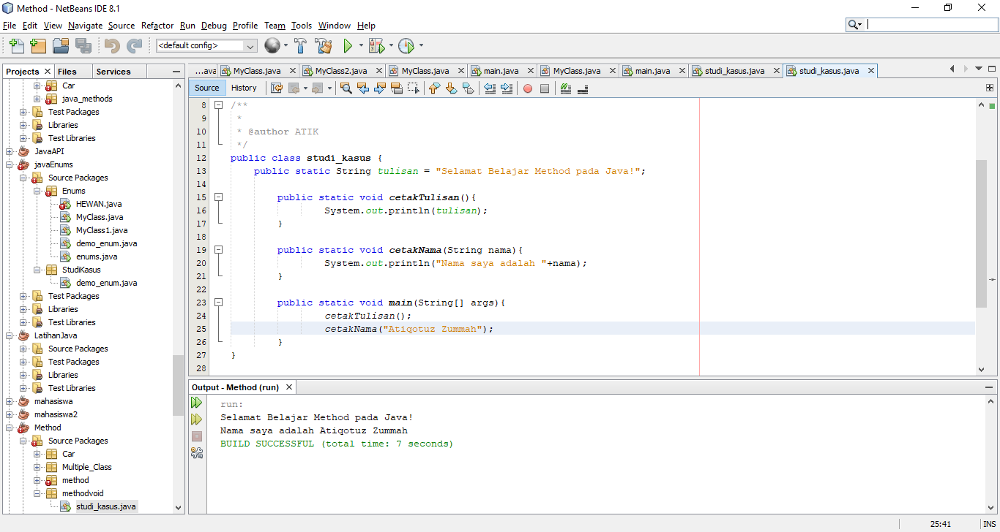 Method - NetBeans IDE 8.1
File Edit View Navigate Source Refactor Run Debug Profile Team Tools Window Help
<default config>
Projects Files Services
Car
java_methods
Test Packages
Libraries
Test Libraries
JavaAPI
javaEnums
Source Packages
Enums
HEWAN.java
MyClass.java
MyClass1.java
demo_enum.java
enums.java
StudiKasus
demo_enum.java
Test Packages
Libraries
Test Libraries
LatihanJava
Source Packages
Test Packages
Libraries
Test Libraries
mahasiswa
mahasiswa2
Method
Source Packages
Car
Multiple_Class
method
methodvoid
studi_kasus.java
...ava MyClass.java MyClass2.java MyClass.java main.java MyClass.java main.java studi_kasus.java studi_kasus.java
Source History
8 /**
9 *
10 * @author ATIK
11 */
12 public class studi_kasus {
13 public static String tulisan = "Selamat Belajar Method pada Java!";
14
15 public static void cetakTulisan(){
16 System.out.println(tulisan);
17 }
18
19 public static void cetakNama(String nama){
20 System.out.println("Nama saya adalah "+nama);
21 }
22
23 public static void main(String[] args){
24 cetakTulisan();
25 cetakNama("Atiqotuz Zummah");
26 }
27 }
28
Output - Method (run)
run:
Selamat Belajar Method pada Java!
Nama saya adalah Atiqotuz Zummah
BUILD SUCCESSFUL (total time: 7 seconds)
25:41 INS